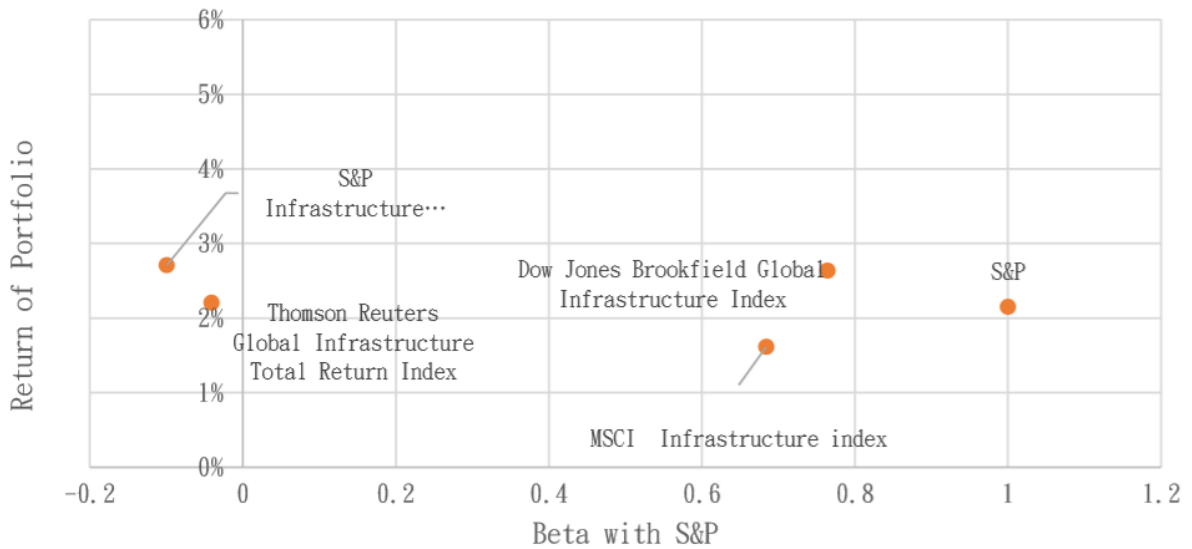 6%
5%
4%
3%
2%
1%
0%
Return of Portfolio
S&P
Infrastructure…
Thomson Reuters
Global Infrastructure
Total Return Index
Dow Jones Brookfield Global
Infrastructure Index
S&P
MSCI  Infrastructure index
-0.2
0
0.2
0.4
0.6
0.8
1
1.2
Beta with S&P